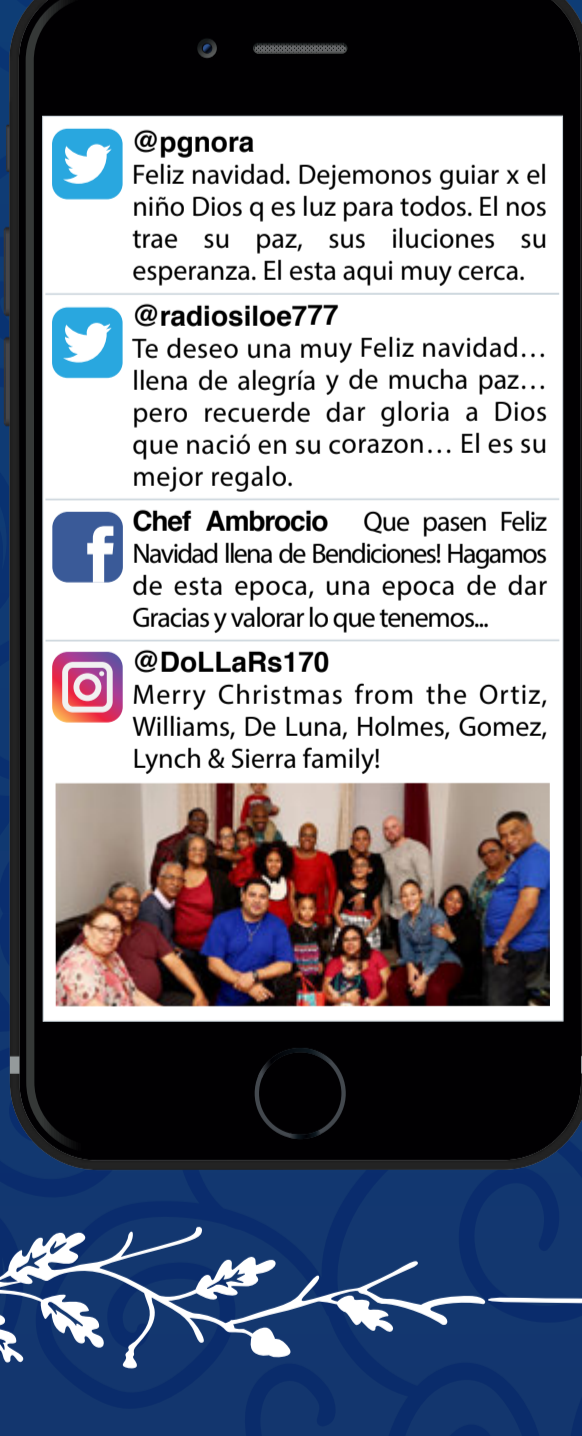 @pgnora
Feliz navidad. Dejemonos guiar x el
niño Dios q es luz para todos. El nos
trae su paz, sus iluciones su
esperanza. El esta aqui muy cerca.
@radiosiloe777
Te deseo una muy Feliz navidad…
llena de alegría y de mucha paz…
pero recuerde dar gloria a Dios
que nació en su corazon… El es su
mejor regalo.
Chef Ambrocio Que pasen Feliz
Navidad llena de Bendiciones! Hagamos
de esta epoca, una epoca de dar
Gracias y valorar lo que tenemos...
@DoLLaRs170
Merry Christmas from the Ortiz,
Williams, De Luna, Holmes, Gomez,
Lynch & Sierra family!